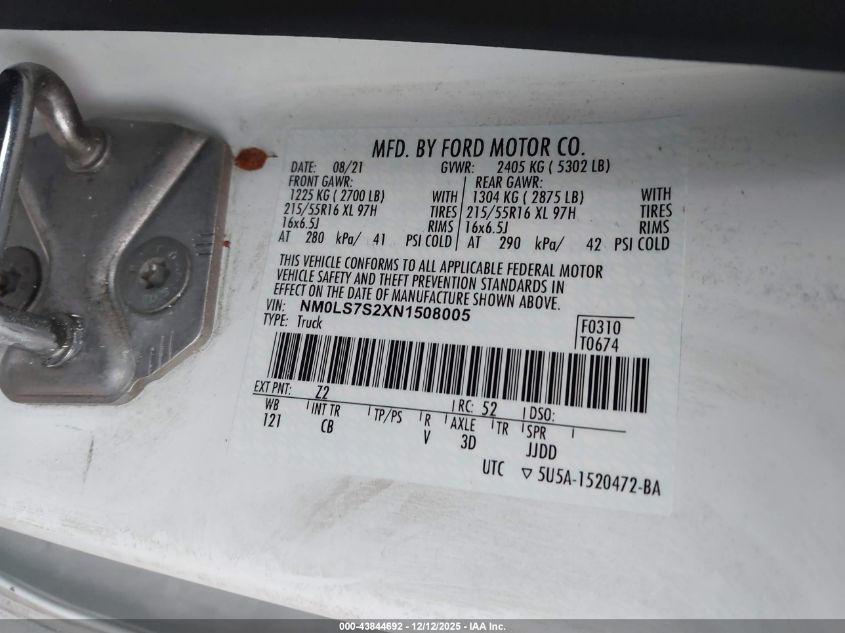 MFD. BY FORD MOTOR CO.
DATE: 08/21 GVWR: 2405 KG ( 5302 LB)
FRONT GAWR: REAR GAWR:
1225 KG ( 2700 LB) WITH 1304 KG ( 2875 LB) WITH
215/55R16 XL 97H TIRES 215/55R16 XL 97H TIRES
16x6.5J RIMS 16x6.5J RIMS
AT 280 kPa/ 41 PSI COLD AT 290 kPa/ 42 PSI COLD
THIS VEHICLE CONFORMS TO ALL APPLICABLE FEDERAL MOTOR
VEHICLE SAFETY AND THEFT PREVENTION STANDARDS IN
EFFECT ON THE DATE OF MANUFACTURE SHOWN ABOVE.
VIN: NM0LS7S2XN1508005
TYPE: Truck
F0310
T0674
EXT PNT: Z2 RC: 52 DSO:
WB INT TR TP/PS R AXLE TR SPR
121 CB V 3D JJDD
UTC ▽ 5U5A-1520472-BA
000-43844692 - 12/12/2025 - IAA Inc.